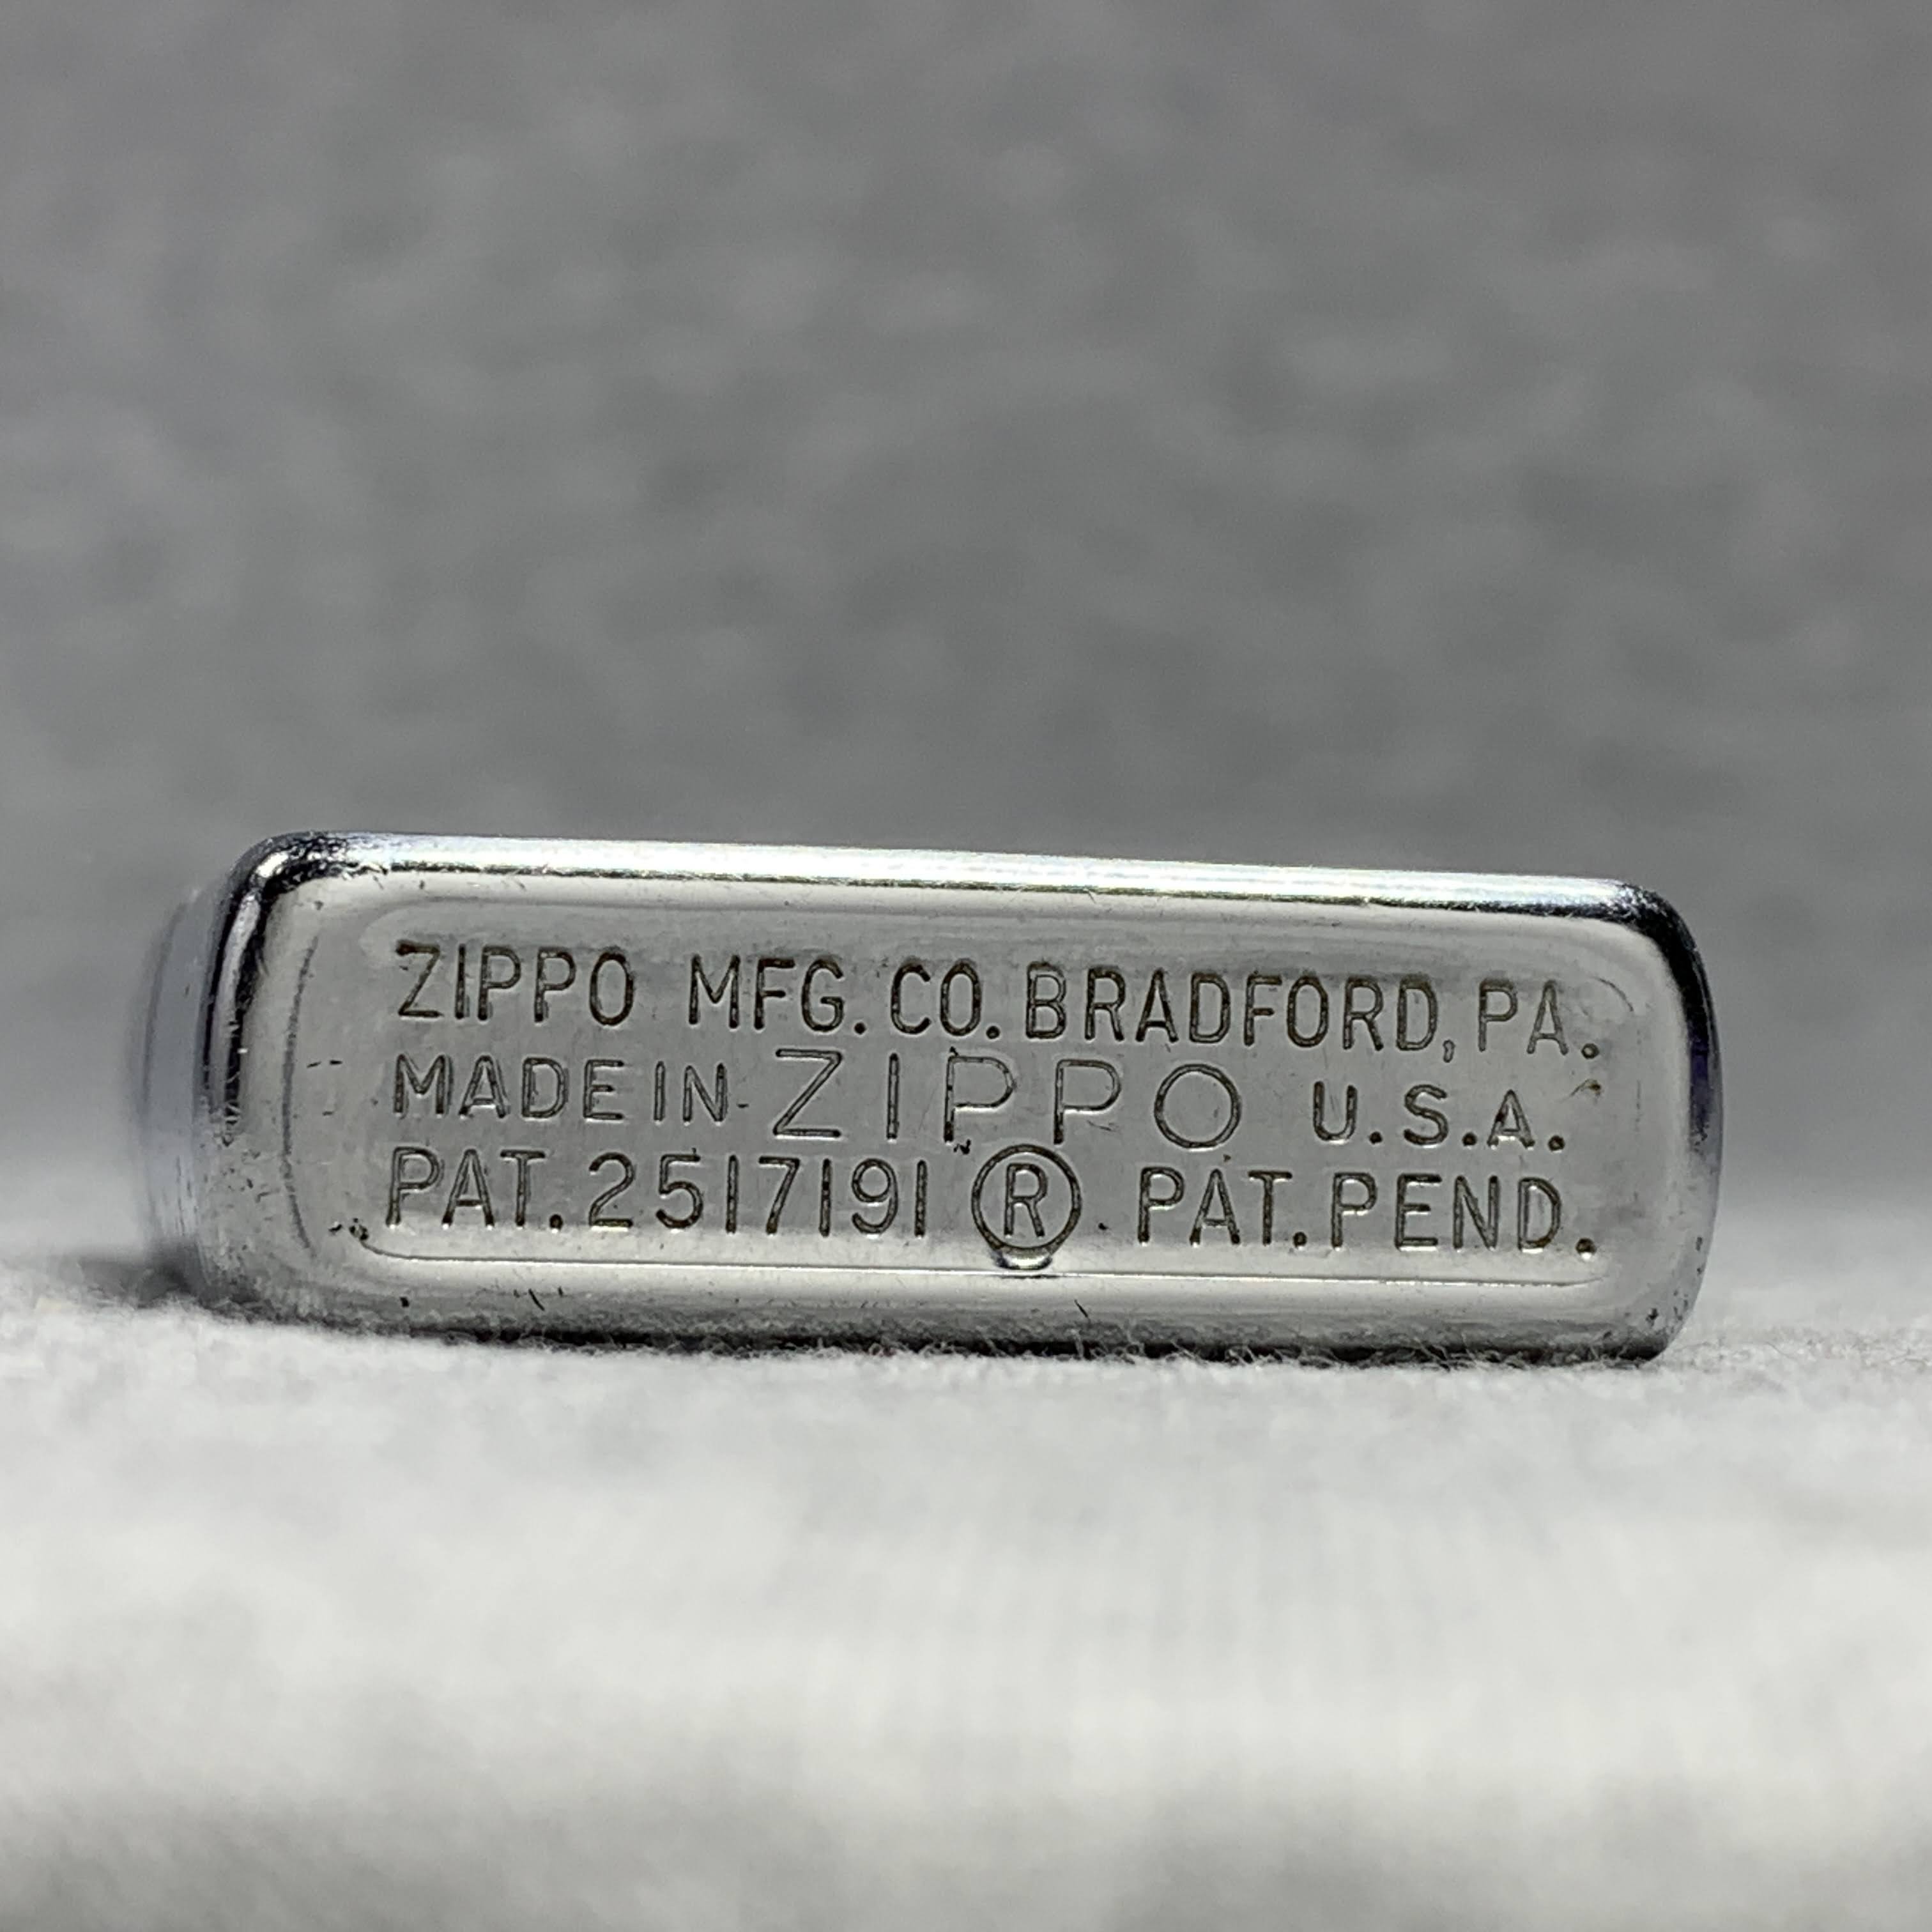 ZIPPO MFG. CO. BRADFORD, PA.
MADE IN ZIPPO U.S.A.
PAT. 2517191 ® PAT. PEND.